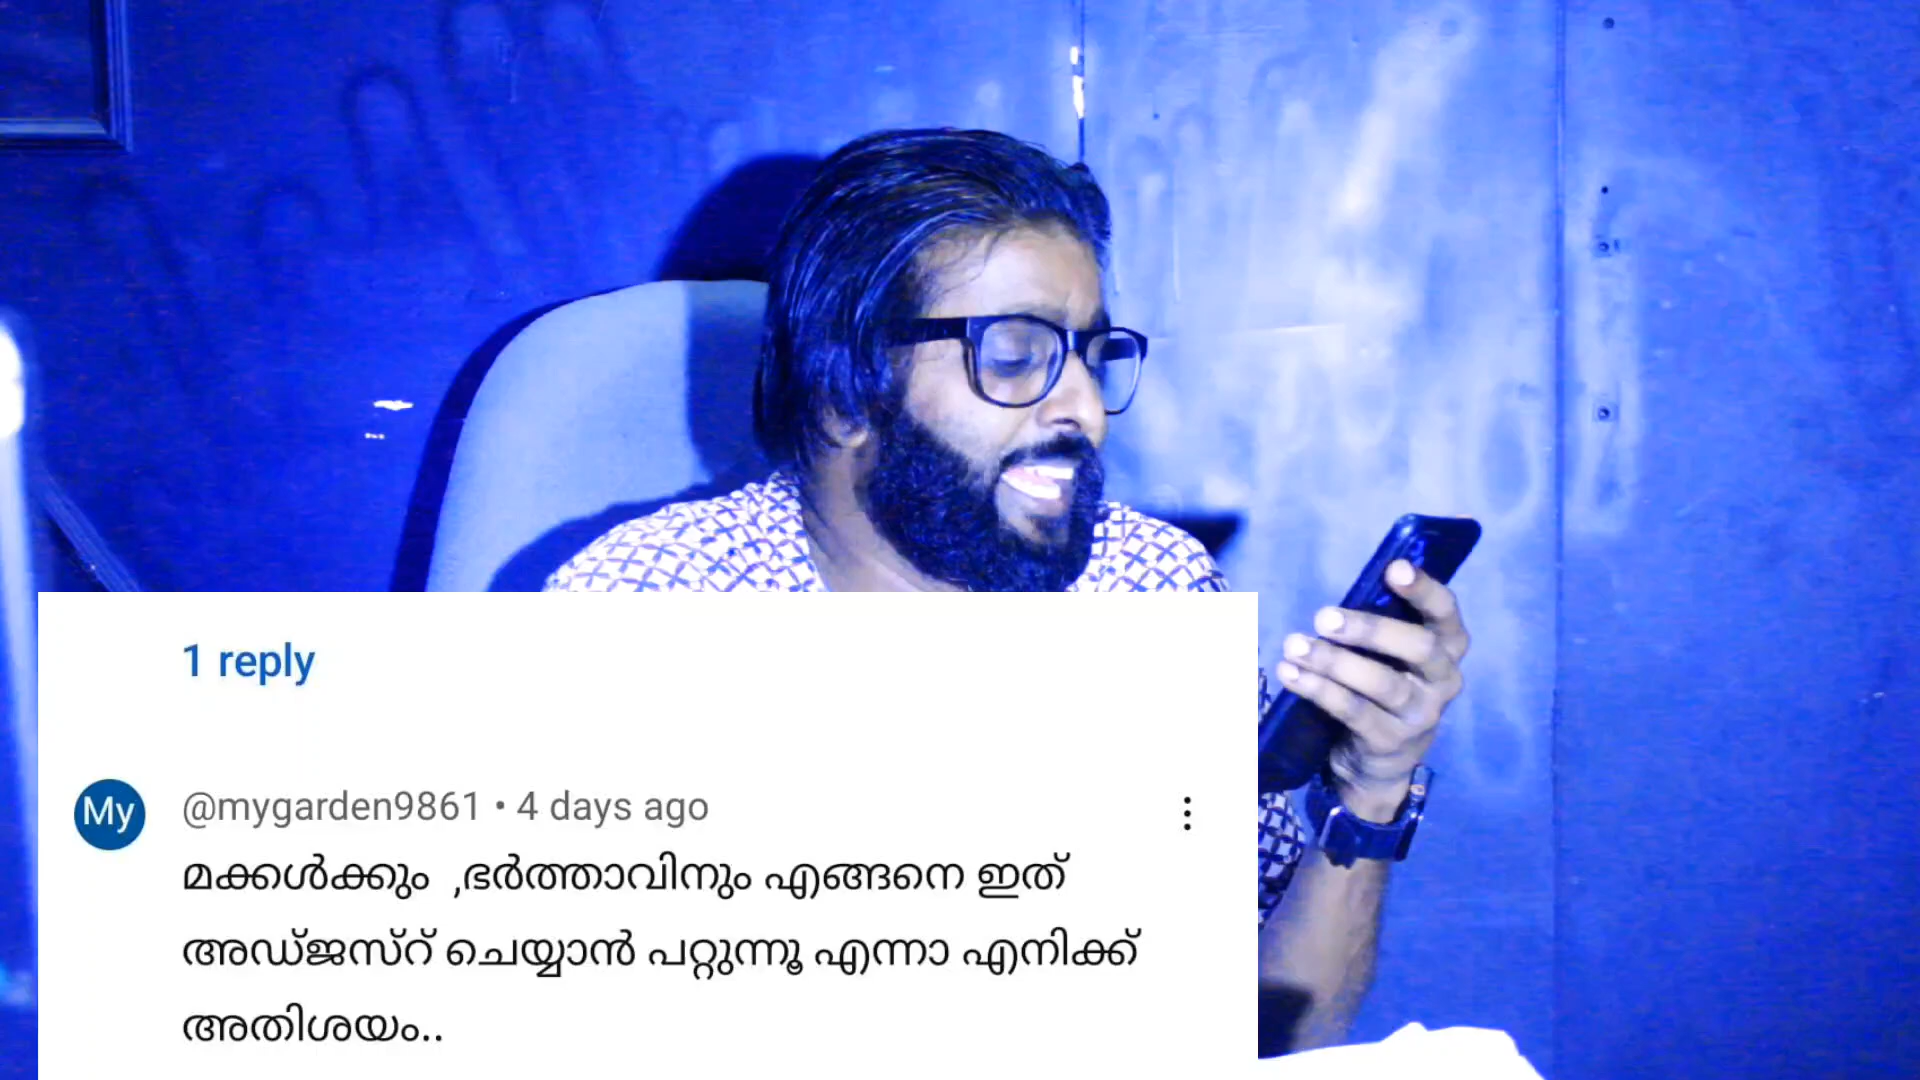 1 reply
My
@mygarden9861 • 4 days ago
മക്കൾക്കും ,ഭർത്താവിനും എങ്ങനെ ഇത്
അഡ്ജസ്റ് ചെയ്യാൻ പറ്റുന്നൂ എന്നാ എനിക്ക്
അതിശയം..